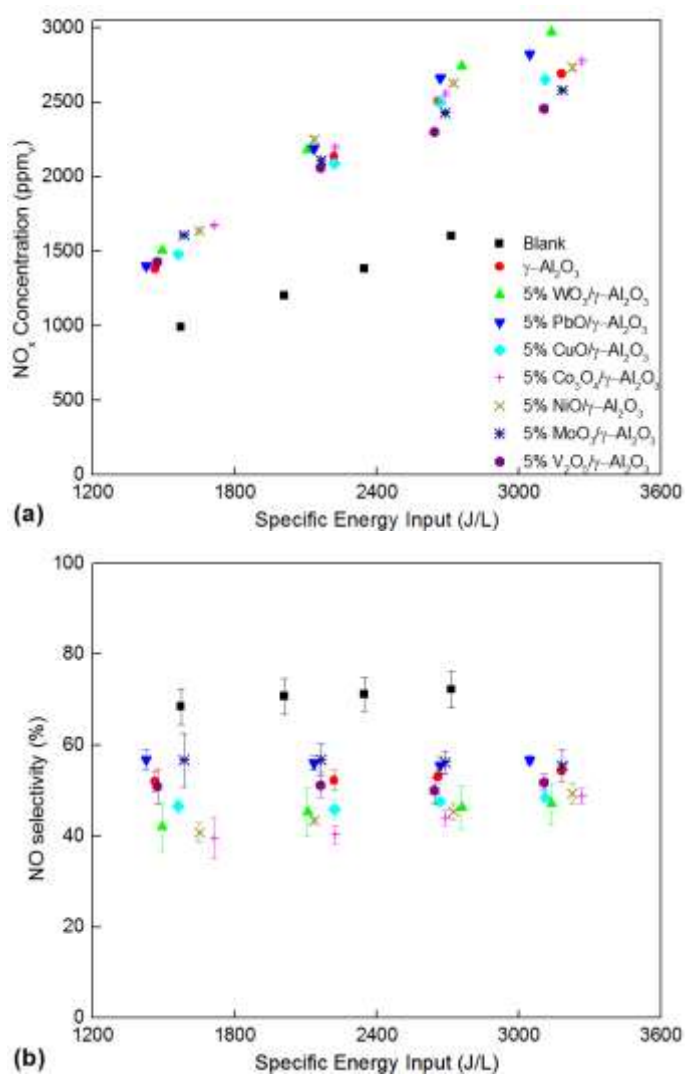 3000
2500
2000
1500
1000
500
0
NOx Concentration (ppmv)
Blank
γ–Al2O3
5% WO3/γ–Al2O3
5% PbO/γ–Al2O3
5% CuO/γ–Al2O3
5% Co3O4/γ–Al2O3
5% NiO/γ–Al2O3
5% MoO3/γ–Al2O3
5% V2O5/γ–Al2O3
1200 1800 2400 3000 3600
(a)
Specific Energy Input (J/L)
100
80
60
40
20
0
NO selectivity (%)
1200 1800 2400 3000 3600
(b)
Specific Energy Input (J/L)